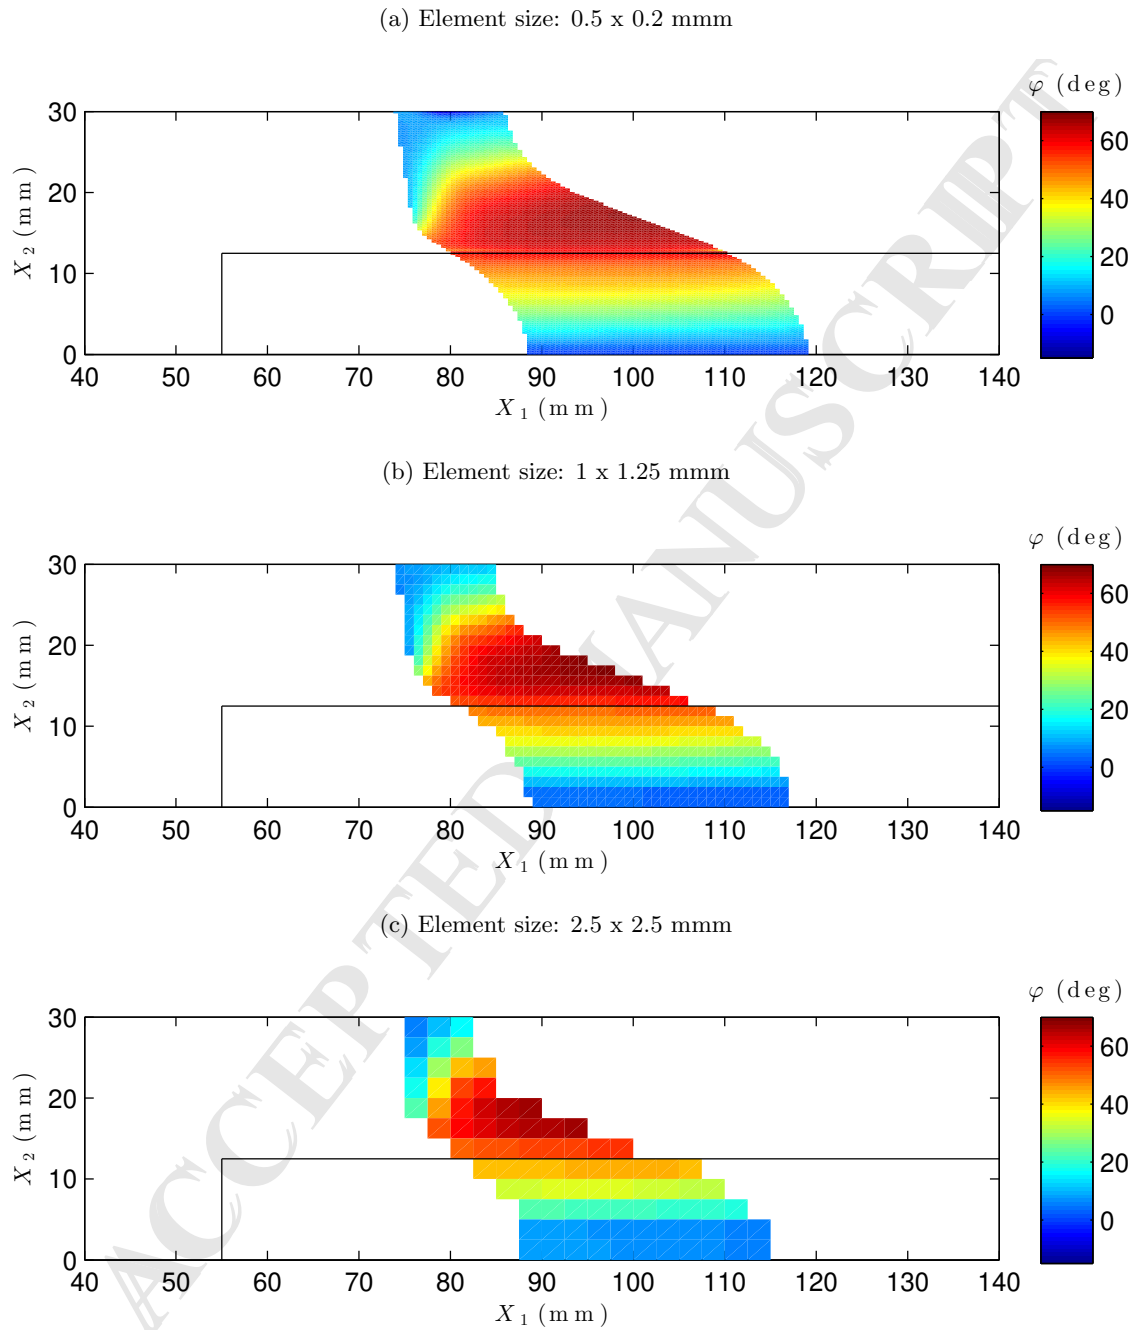 (a) Element size: 0.5 x 0.2 mmm
φ (deg)
30
20
10
0
X₂ (mm)
40 50 60 70 80 90 100 110 120 130 140
X₁ (mm)
60
40
20
0
(b) Element size: 1 x 1.25 mmm
φ (deg)
30
20
10
0
X₂ (mm)
40 50 60 70 80 90 100 110 120 130 140
X₁ (mm)
60
40
20
0
(c) Element size: 2.5 x 2.5 mmm
φ (deg)
30
20
10
0
X₂ (mm)
40 50 60 70 80 90 100 110 120 130 140
X₁ (mm)
60
40
20
0
ACCEPTED MANUSCRIPT